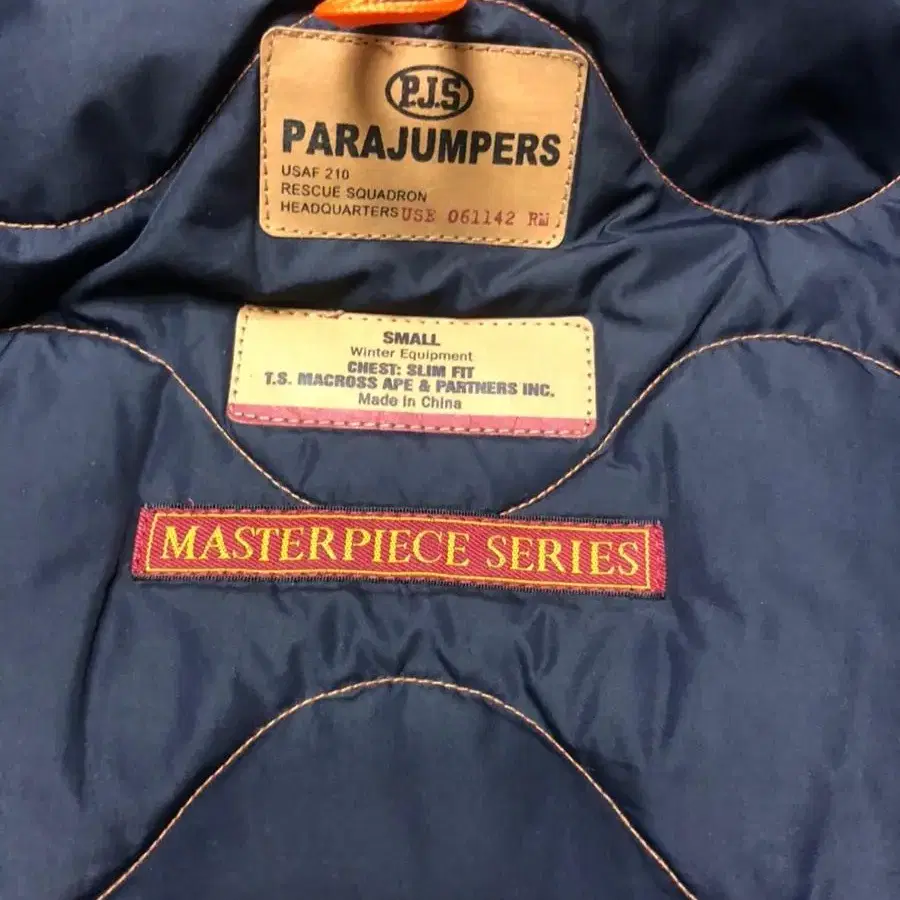 P.J.S
PARAJUMPERS
USAF 210
RESCUE SQUADRON
HEADQUARTERS USE 061142 RM
SMALL
Winter Equipment
CHEST: SLIM FIT
T.S. MACROSS APE & PARTNERS INC.
Made in China
MASTERPIECE SERIES